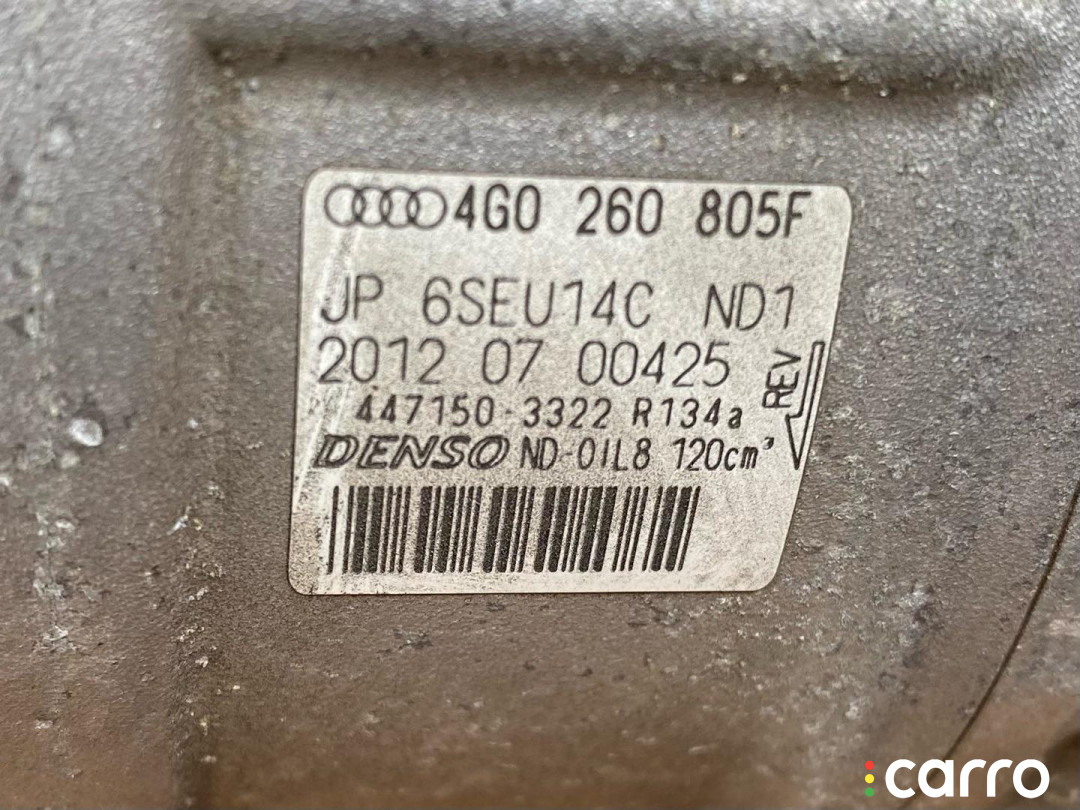 4G0 260 805F
JP 6SEU14C ND1
2012 07 00425
447150-3322 R134a
DENSO ND-OIL8 120cm³
REV
carro